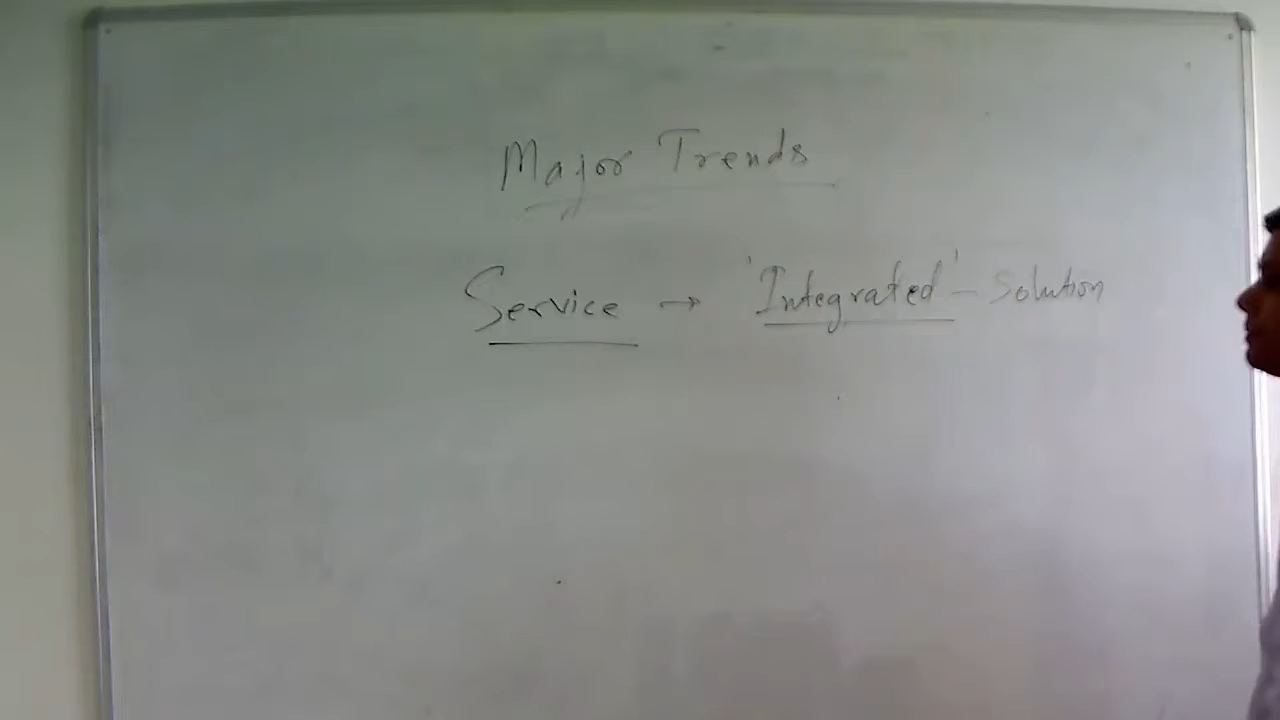 Major Trends
Service → 'Integrated' - Solution